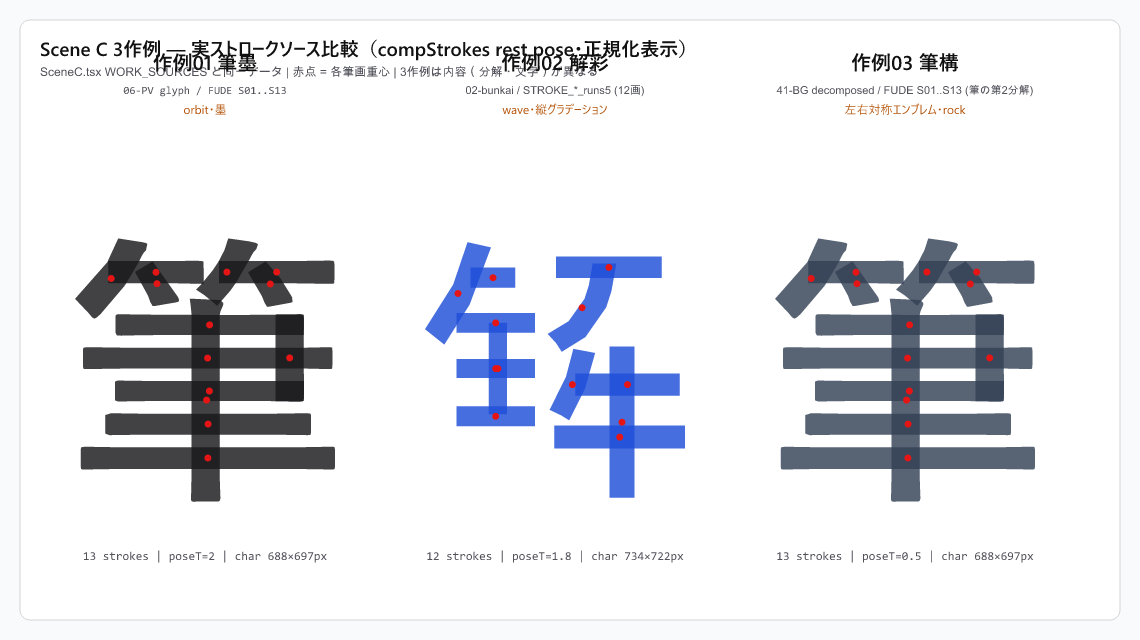 Scene C 3作例 — 実ストロークソース比較（compStrokes rest pose・正規化表示）
SceneC.tsx WORK_SOURCES と同一データ | 赤点 = 各筆画重心 | 3作例は内容 ( 分解・文字 ) が異なる
作例01 筆墨
06-PV glyph / FUDE S01..S13
orbit・墨
筆
13 strokes | poseT=2 | char 688×697px
作例02 解彩
02-bunkai / STROKE_*_runs5 (12画)
wave・縦グラデーション
12 strokes | poseT=1.8 | char 734×722px
作例03 筆構
41-BG decomposed / FUDE S01..S13 (筆の第2分解)
左右対称エンブレム・rock
筆
13 strokes | poseT=0.5 | char 688×697px